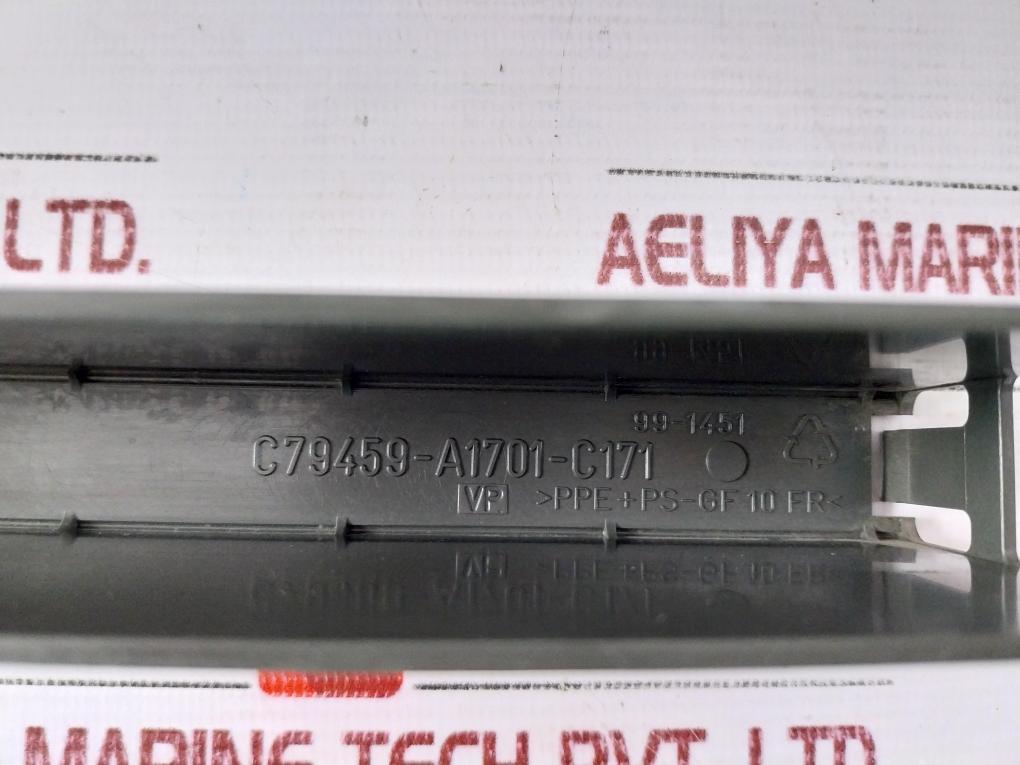 LTD.
AELIYA MARI
99-1451
C79459-A1701-C171
VP >PPE+PS-GF 10 FR<
MARINE TECH PVT. LTD